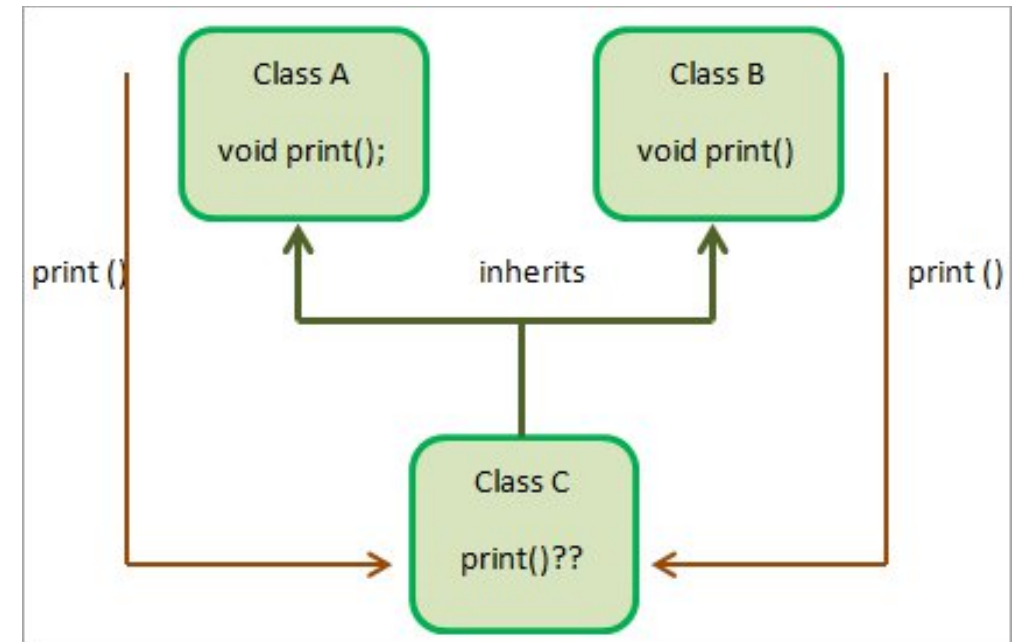 Class A
void print();
Class B
void print()
print ()
inherits
print ()
Class C
print()??